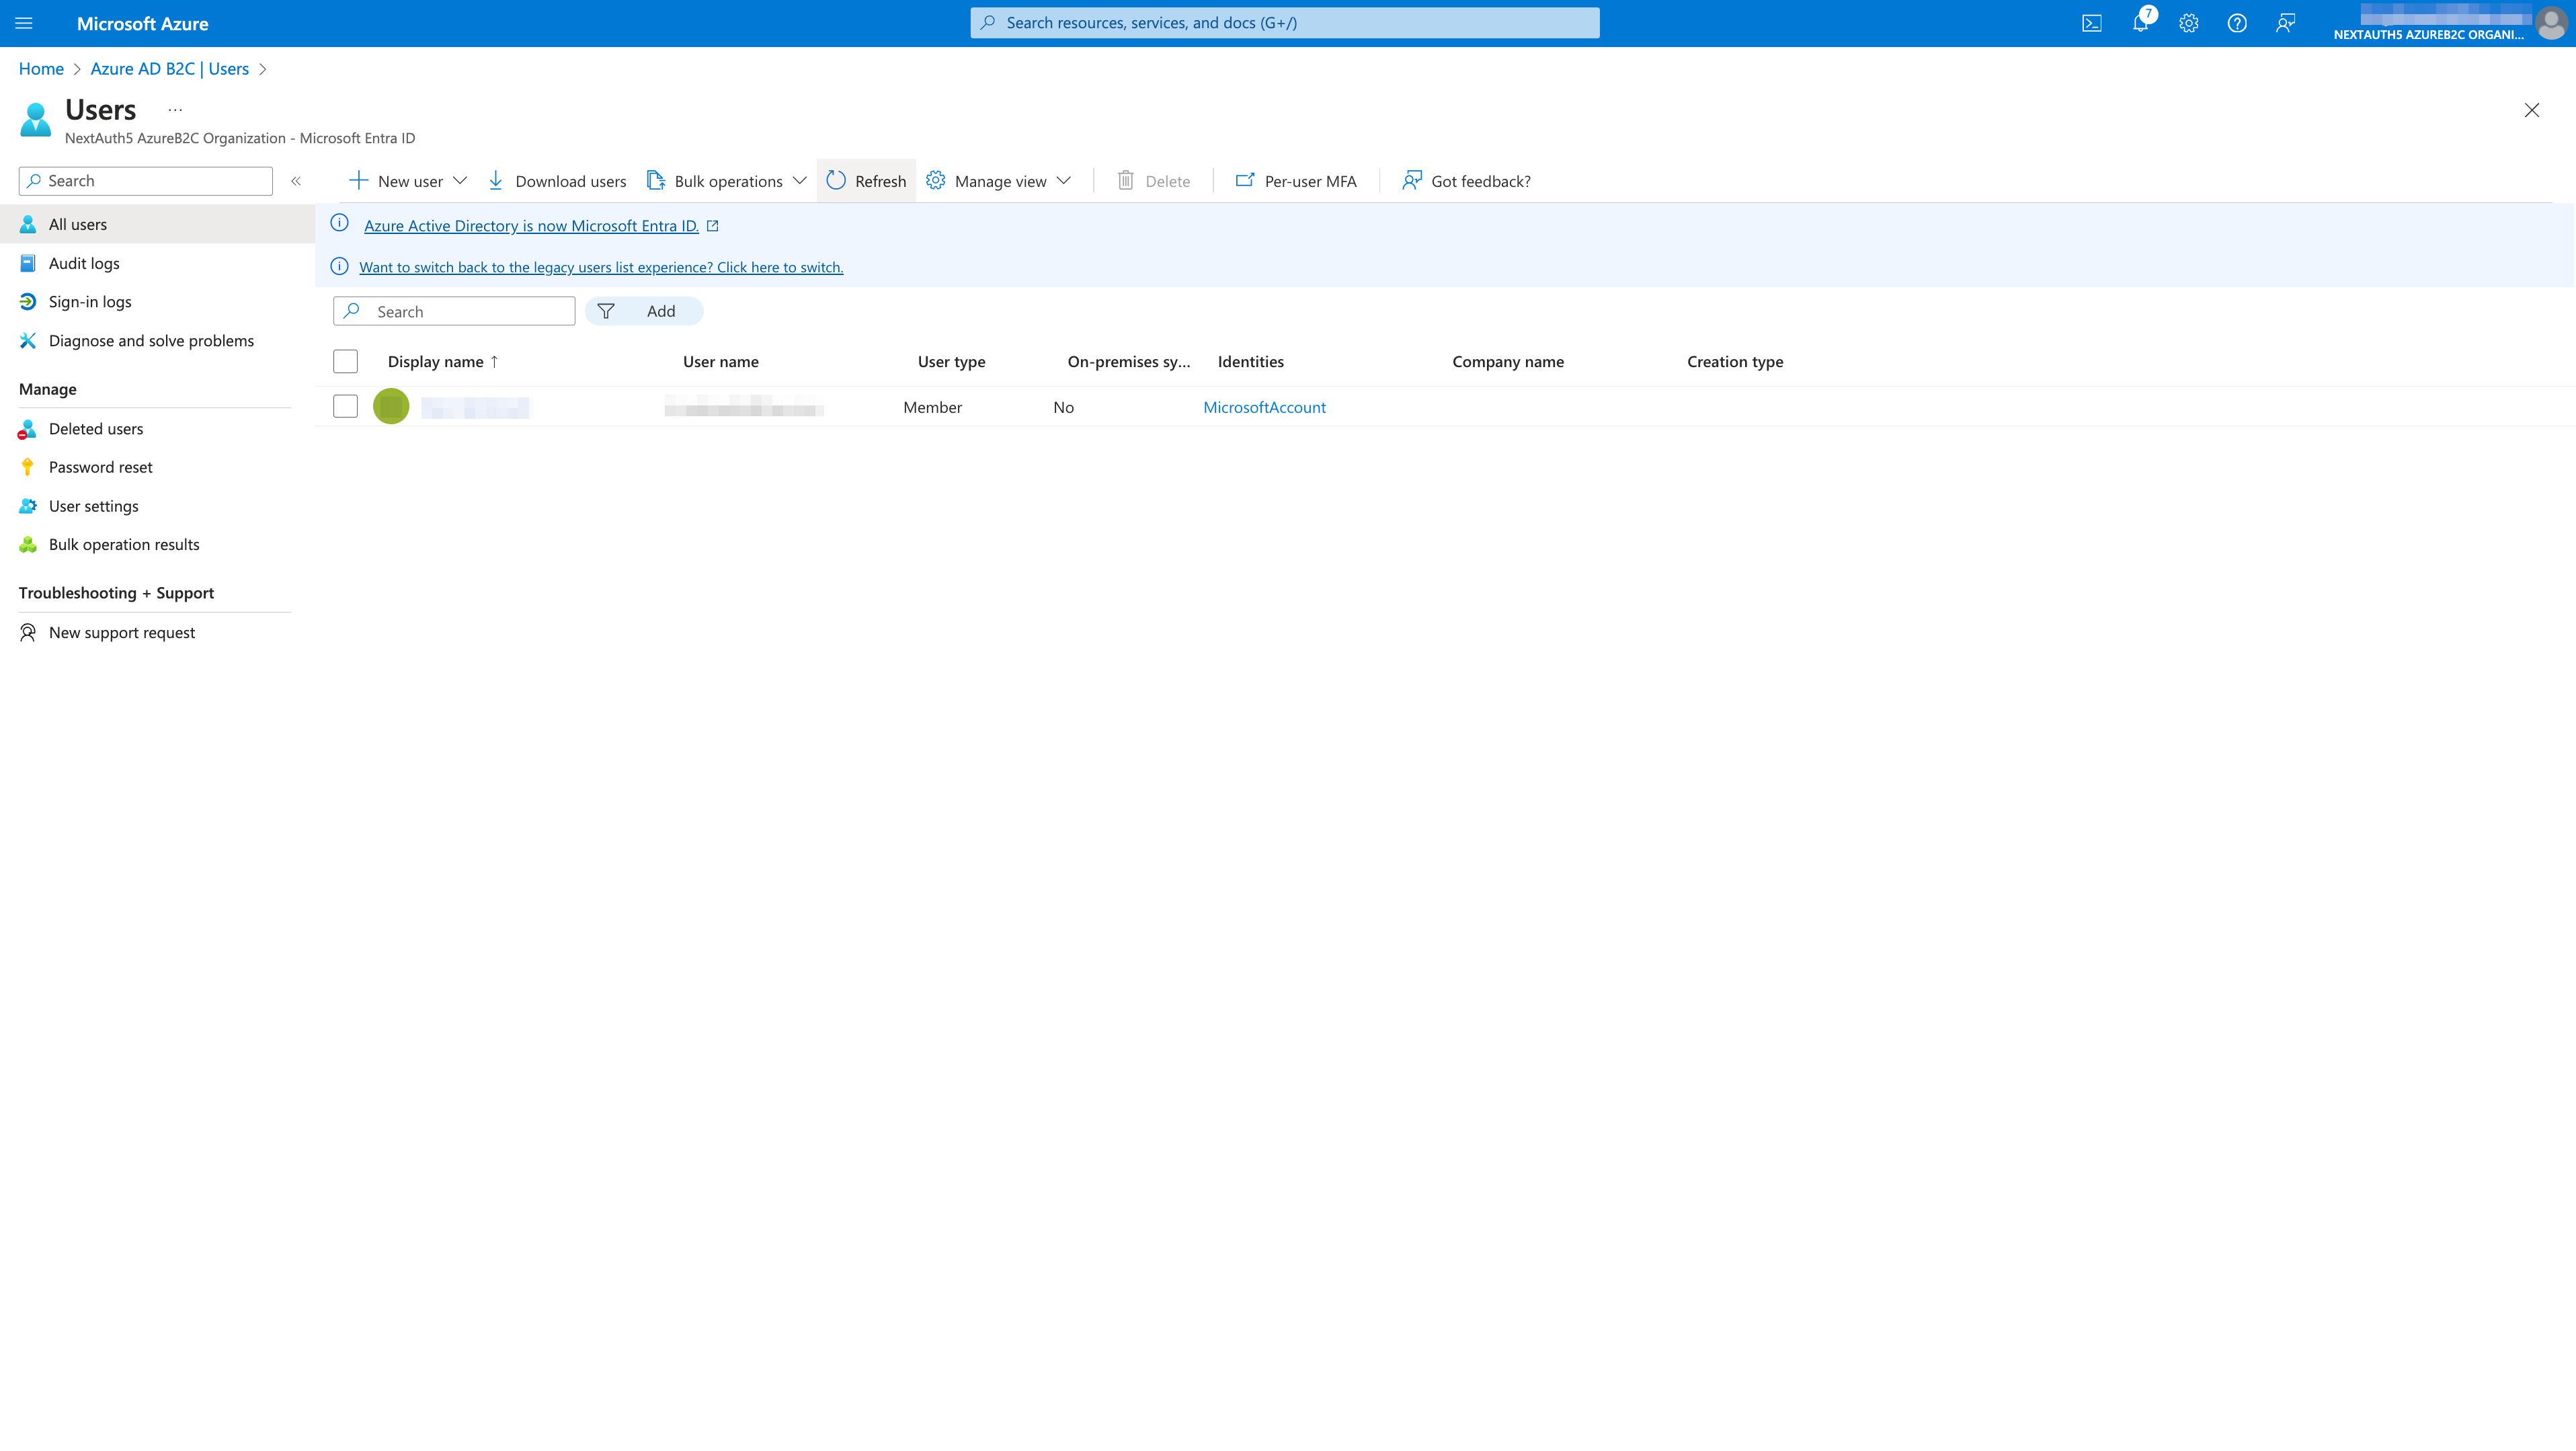 Microsoft Azure
Search resources, services, and docs (G+/)
7
NEXTAUTH5 AZUREB2C ORGANI...
Home > Azure AD B2C | Users >
Users ...
NextAuth5 AzureB2C Organization - Microsoft Entra ID
Search
«
New user
Download users
Bulk operations
Refresh
Manage view
Delete
Per-user MFA
Got feedback?
All users
Audit logs
Sign-in logs
Diagnose and solve problems
Manage
Deleted users
Password reset
User settings
Bulk operation results
Troubleshooting + Support
New support request
Azure Active Directory is now Microsoft Entra ID.
Want to switch back to the legacy users list experience? Click here to switch.
Search
Add
Display name ↑
User name
User type
On-premises sy...
Identities
Company name
Creation type
Member
No
MicrosoftAccount